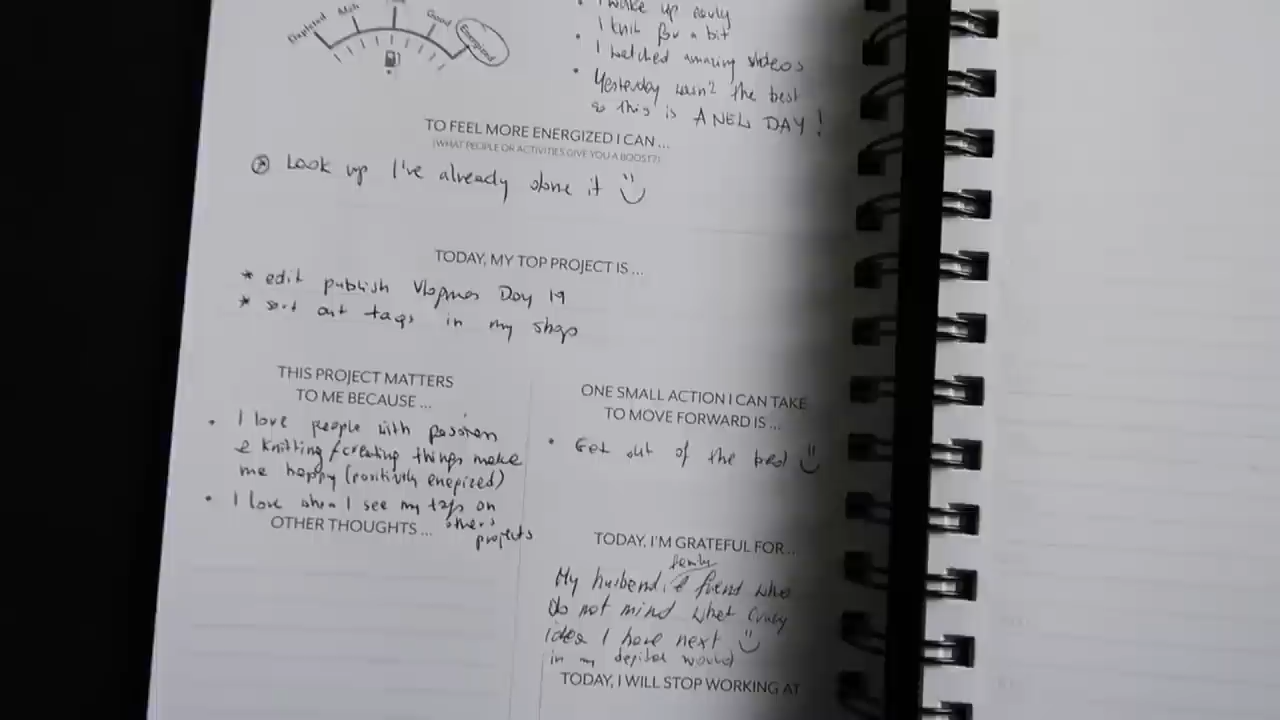 Depleted
Meh
Good
Energized
I wake up early
I knit for a bit
I watched amazing videos
Yesterday wasn't the best
so this is A NEW DAY!
TO FEEL MORE ENERGIZED I CAN ...
(WHAT PEOPLE OR ACTIVITIES GIVE YOU A BOOST?)
Look up I've already done it
TODAY, MY TOP PROJECT IS ...
* edit publish Vlogmas Day 19
* sort out tags in my shop
THIS PROJECT MATTERS
TO ME BECAUSE ...
I love people with passion
& knitting/creating things make
me happy (positively
I love when I see my tags on
others
projects
ONE SMALL ACTION I CAN TAKE
TO MOVE FORWARD IS ...
Get out of the bed
OTHER THOUGHTS ...
TODAY, I'M GRATEFUL FOR ...
family
My husband, & friend who
do not mind what crazy
idea I have next
in my
TODAY, I WILL STOP WORKING AT